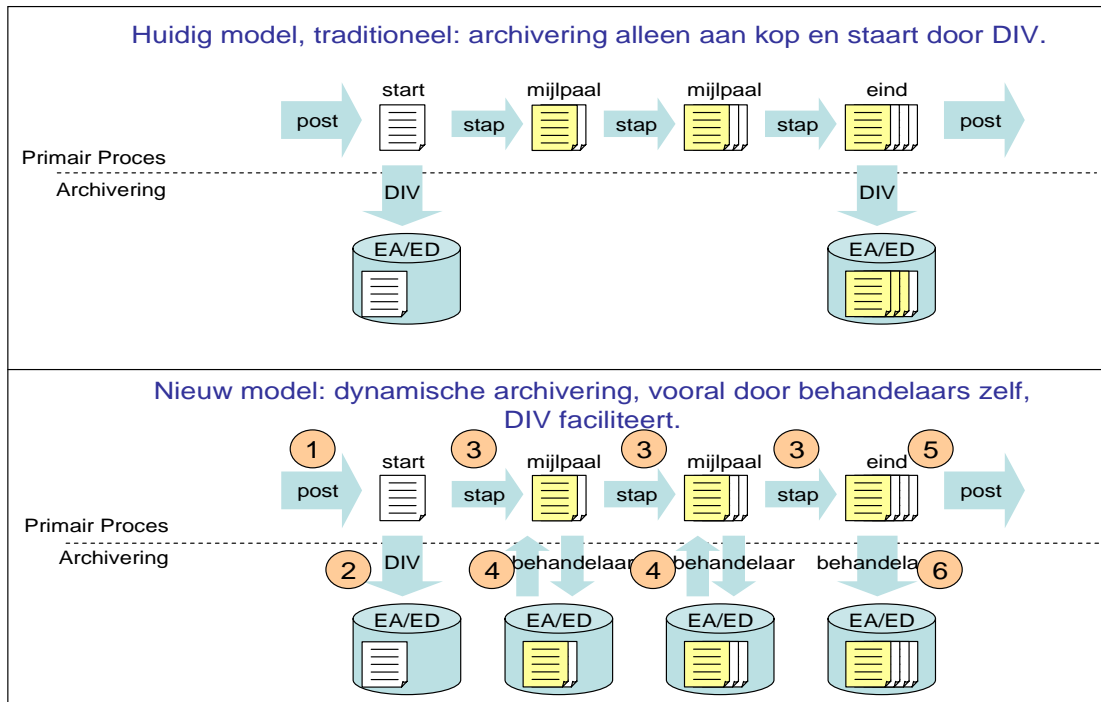 Huidig model, traditioneel: archivering alleen aan kop en staart door DIV.
start mijlpaal mijlpaal eind
post stap stap stap post
Primair Proces
Archivering
DIV DIV
EA/ED EA/ED
Nieuw model: dynamische archivering, vooral door behandelaars zelf,
DIV faciliteert.
1 3 3 3 5
start mijlpaal mijlpaal eind
post stap stap stap post
Primair Proces
Archivering
2 DIV 4 behandelaar 4 behandelaar behandela 6
EA/ED EA/ED EA/ED EA/ED